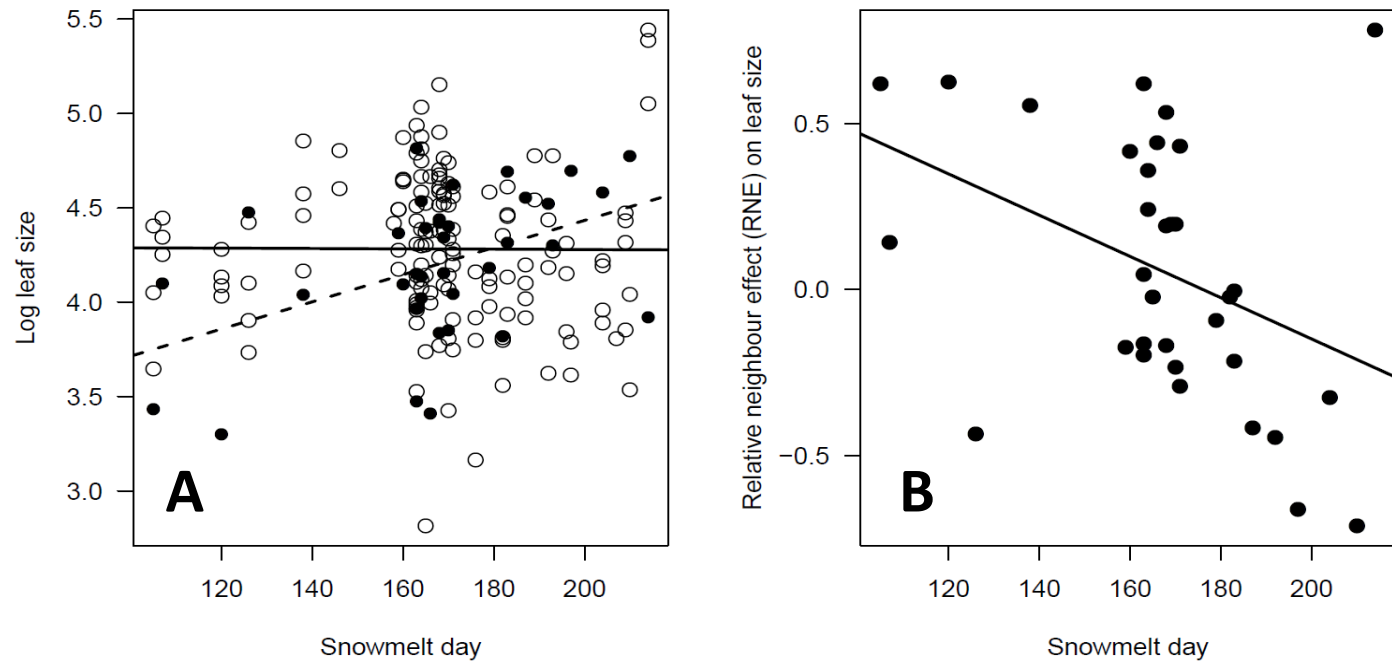 Log leaf size
5.5
5.0
4.5
4.0
3.5
3.0
A
120 140 160 180 200
Snowmelt day
Relative neighbour effect (RNE) on leaf size
0.5
0.0
−0.5
B
120 140 160 180 200
Snowmelt day